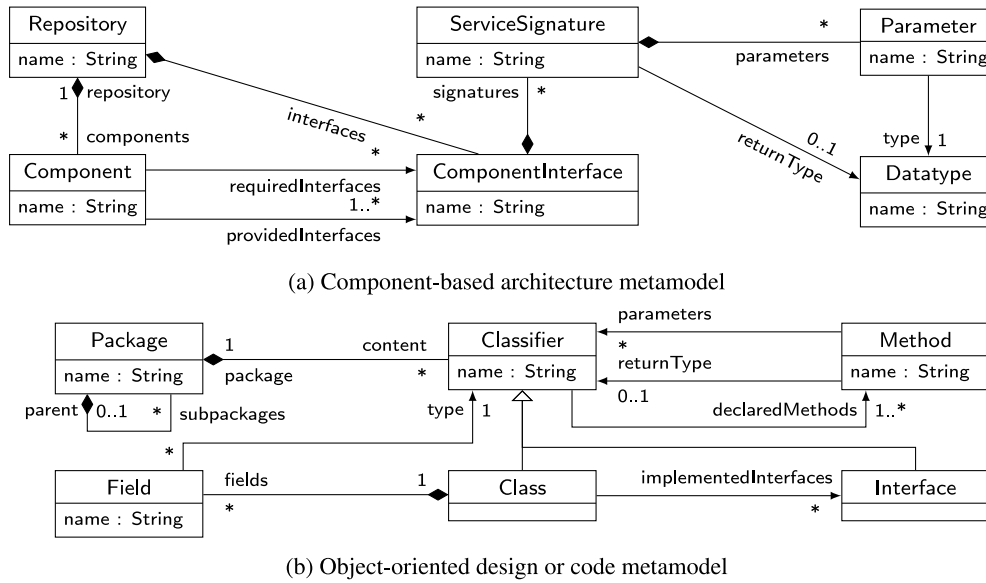 Repository
name : String
ServiceSignature
name : String
*
parameters
Parameter
name : String
1
repository
signatures
*
interfaces
*
returnType
0..1
type
1
*
components
Component
name : String
*
requiredInterfaces
1..*
providedInterfaces
ComponentInterface
name : String
Datatype
name : String
(a) Component-based architecture metamodel
Package
name : String
1
package
content
*
Classifier
name : String
parameters
*
returnType
0..1
Method
name : String
parent
0..1
*
subpackages
type
1
declaredMethods
1..*
*
Field
name : String
fields
*
1
Class
implementedInterfaces
*
Interface
(b) Object-oriented design or code metamodel